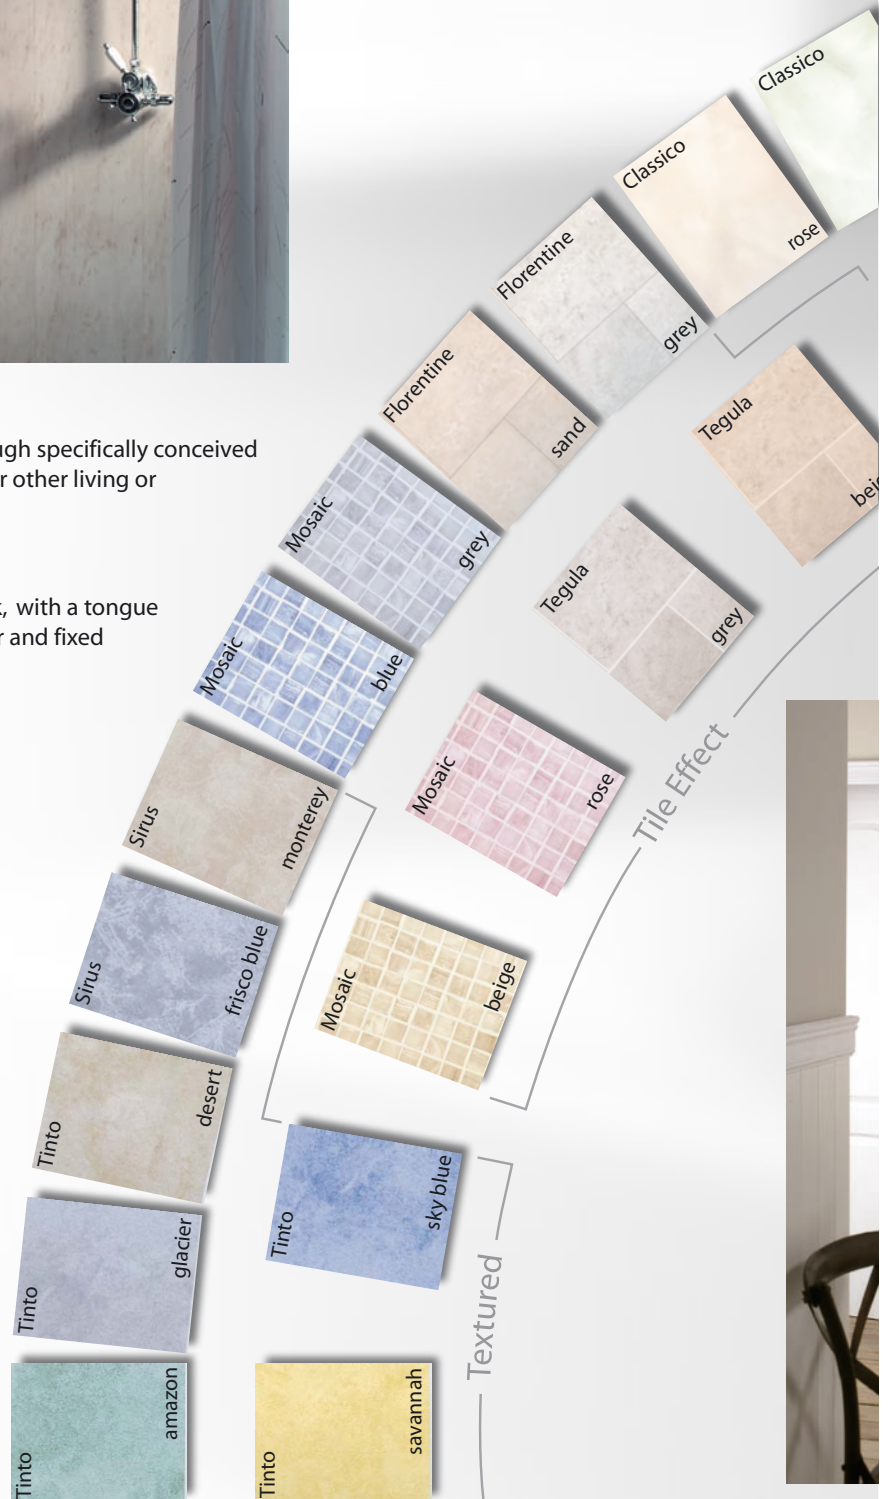 ugh specifically conceived
r other living or
with a tongue
r and fixed
Classico
Classico
rose
Florentine
grey
Florentine
sand
Mosaic
grey
Mosaic
blue
Sirus
monterey
Sirus
frisco blue
Tinto
desert
Tinto
glacier
Tinto
amazon
Tegula
Tegula
grey
Mosaic
rose
Mosaic
beige
Tile Effect
Tinto
sky blue
Tinto
savannah
Textured